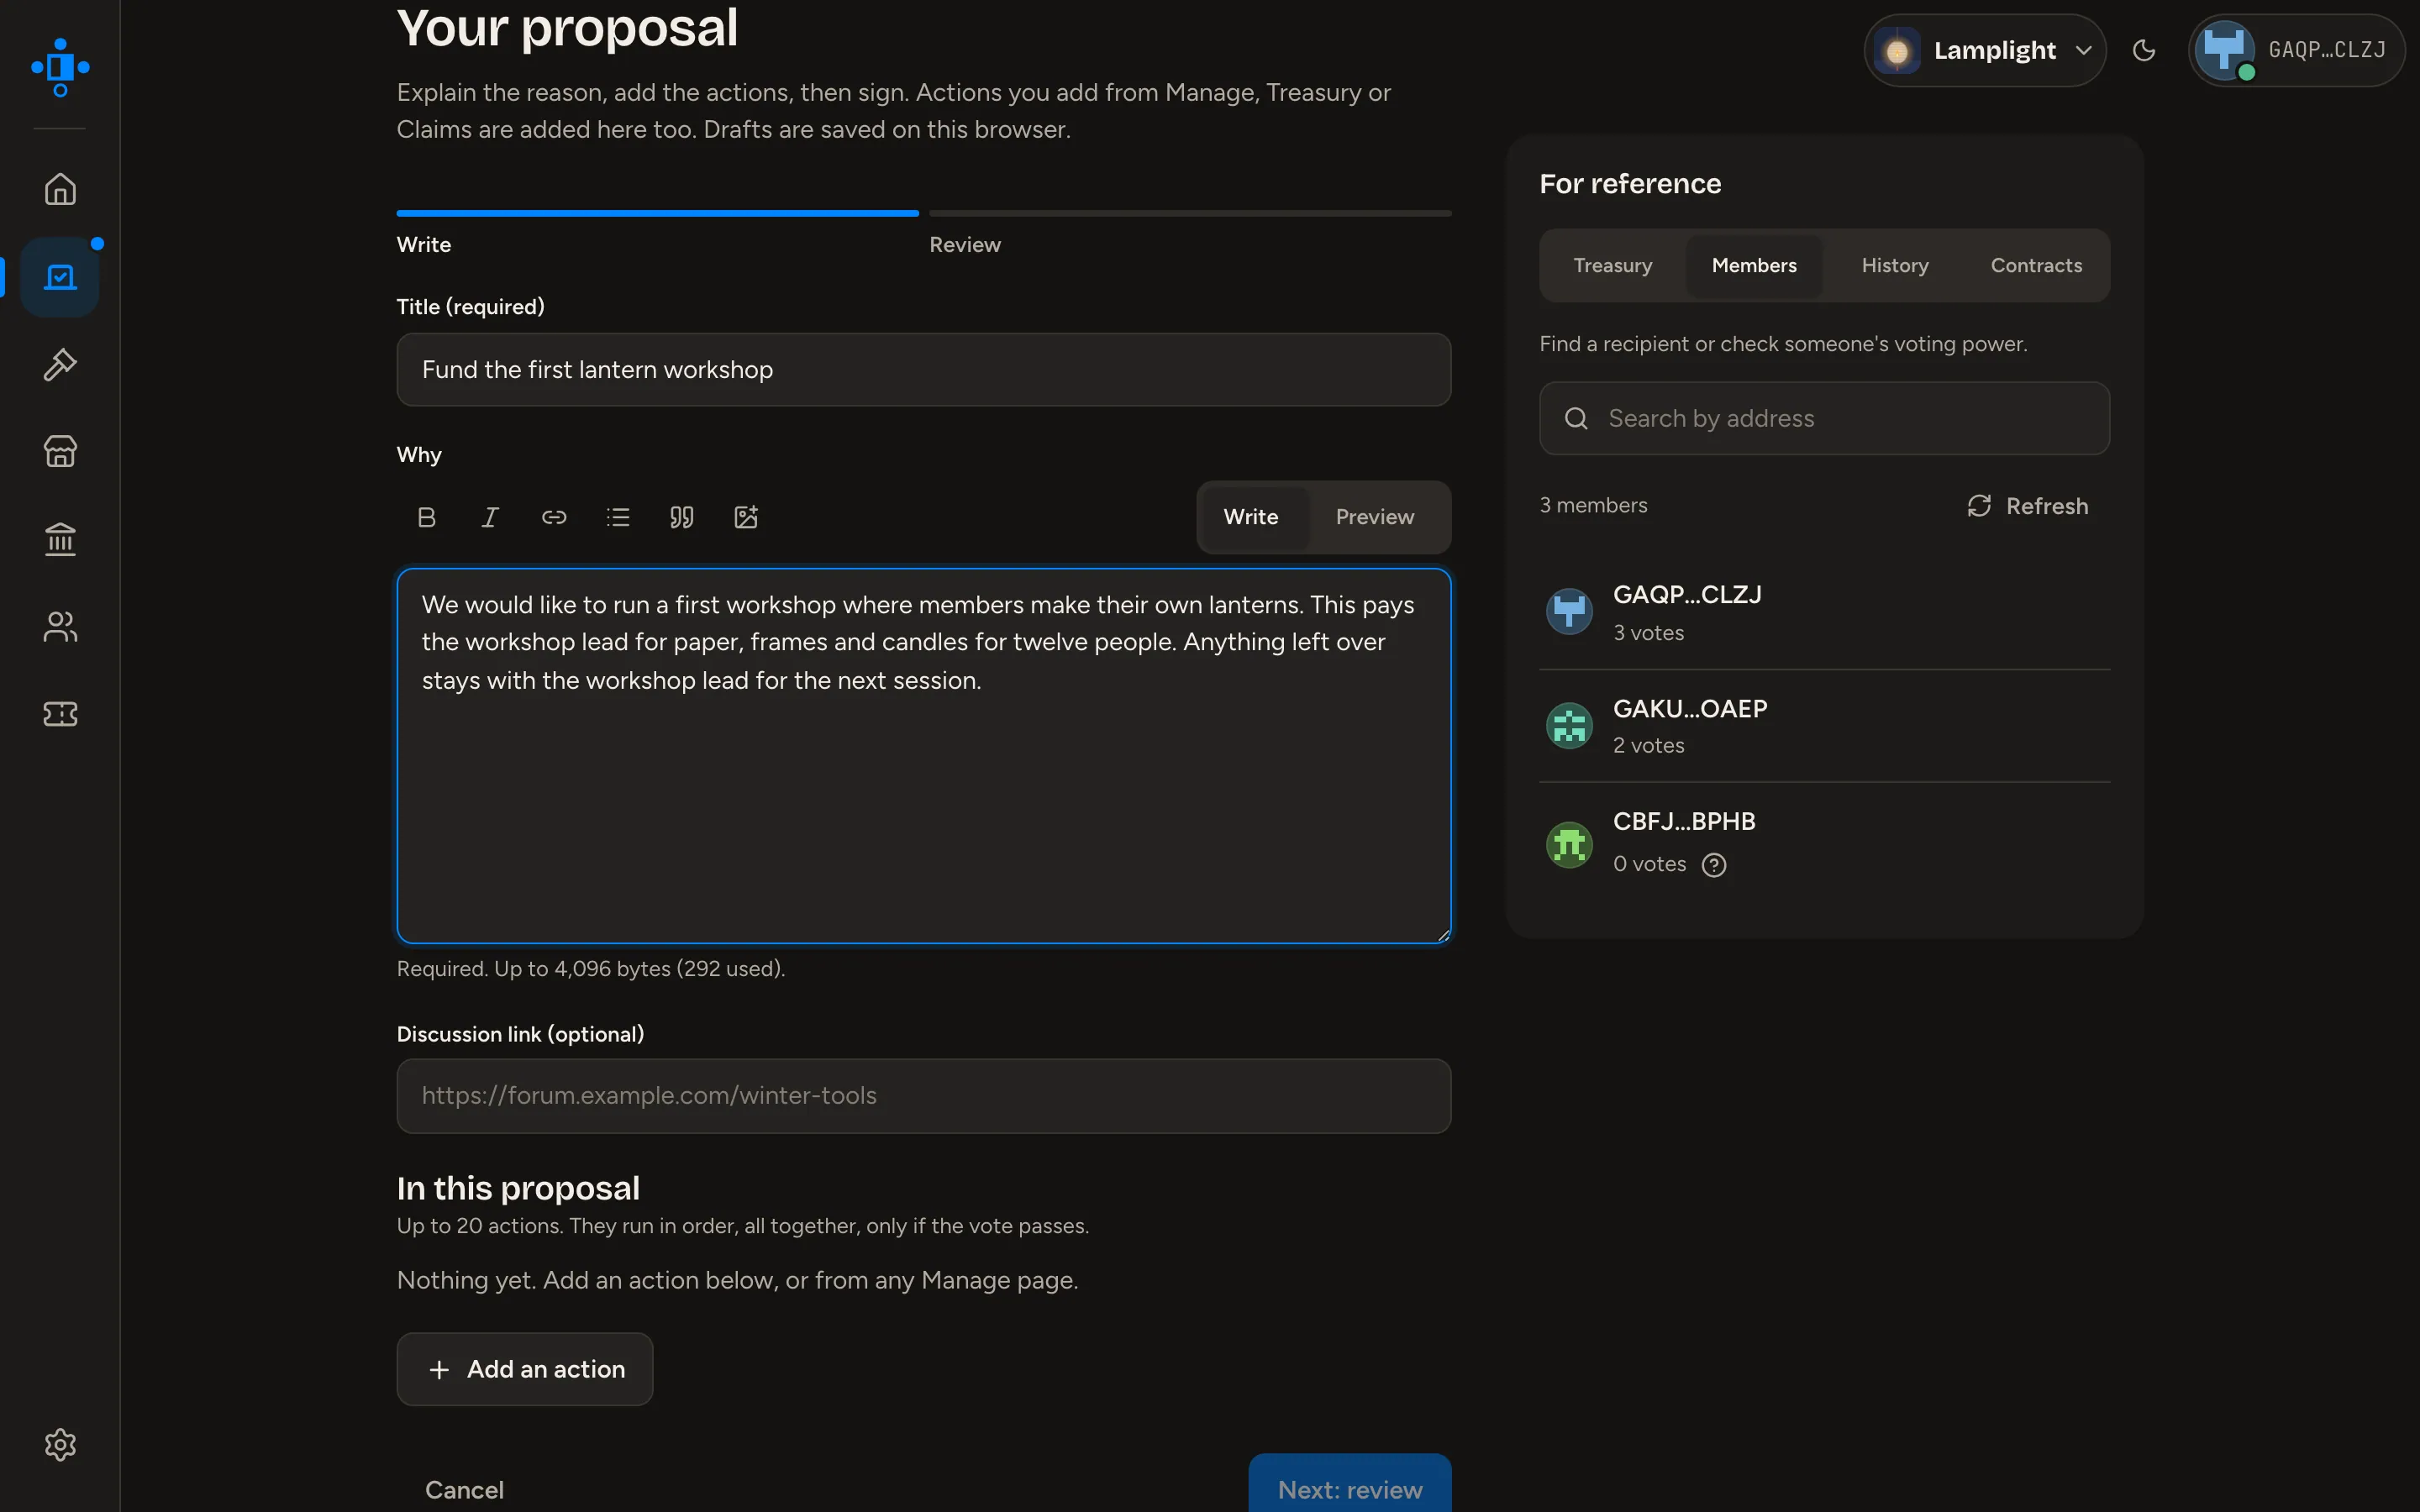 Your proposal
Explain the reason, add the actions, then sign. Actions you add from Manage, Treasury or
Claims are added here too. Drafts are saved on this browser.
Write
Review
Title (required)
Fund the first lantern workshop
Why
Write
Preview
We would like to run a first workshop where members make their own lanterns. This pays
the workshop lead for paper, frames and candles for twelve people. Anything left over
stays with the workshop lead for the next session.
Required. Up to 4,096 bytes (292 used).
Discussion link (optional)
https://forum.example.com/winter-tools
In this proposal
Up to 20 actions. They run in order, all together, only if the vote passes.
Nothing yet. Add an action below, or from any Manage page.
Add an action
Cancel
Next: review
Lamplight
GAQP...CLZJ
For reference
Treasury
Members
History
Contracts
Find a recipient or check someone's voting power.
Search by address
3 members
Refresh
GAQP...CLZJ
3 votes
GAKU...OAEP
2 votes
CBFJ...BPHB
0 votes